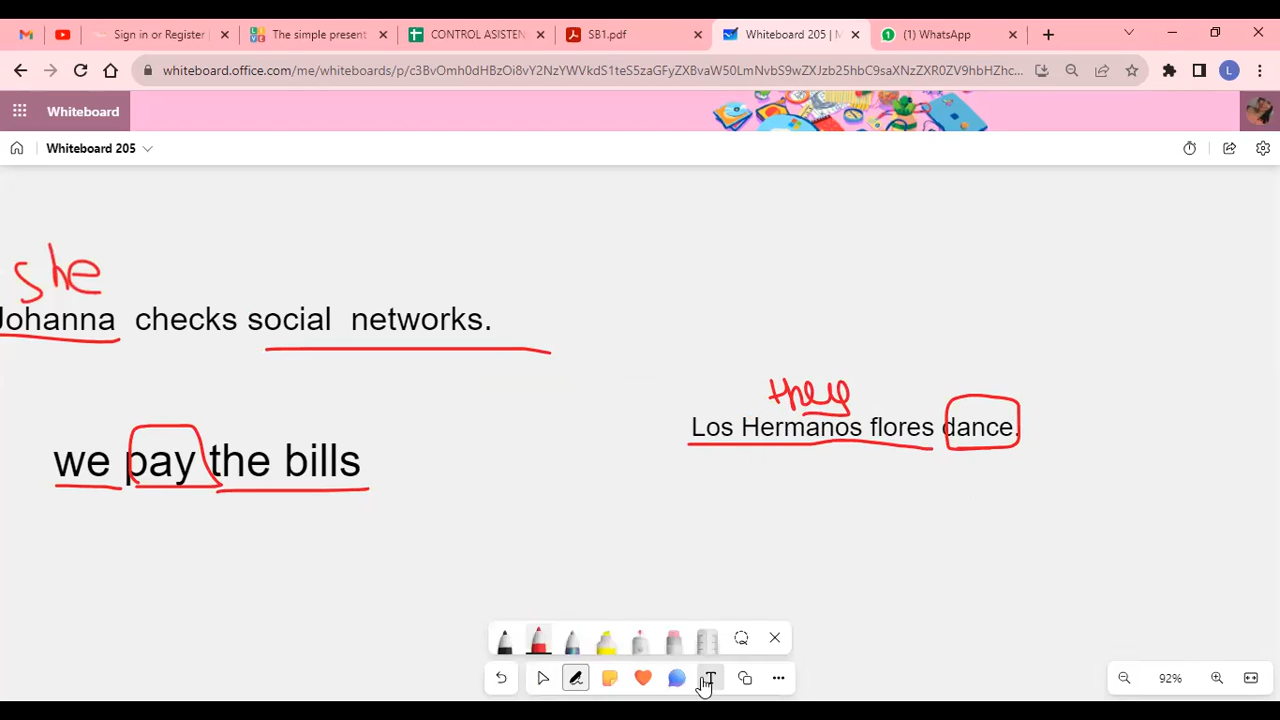 Sign in or Register
The simple present
CONTROL ASISTEN
SB1.pdf
Whiteboard 205 | M
(1) WhatsApp
whiteboard.office.com/me/whiteboards/p/
L
Whiteboard
Whiteboard 205
she
Johanna checks social networks.
they
Los Hermanos flores dance.
we pay the bills
92%